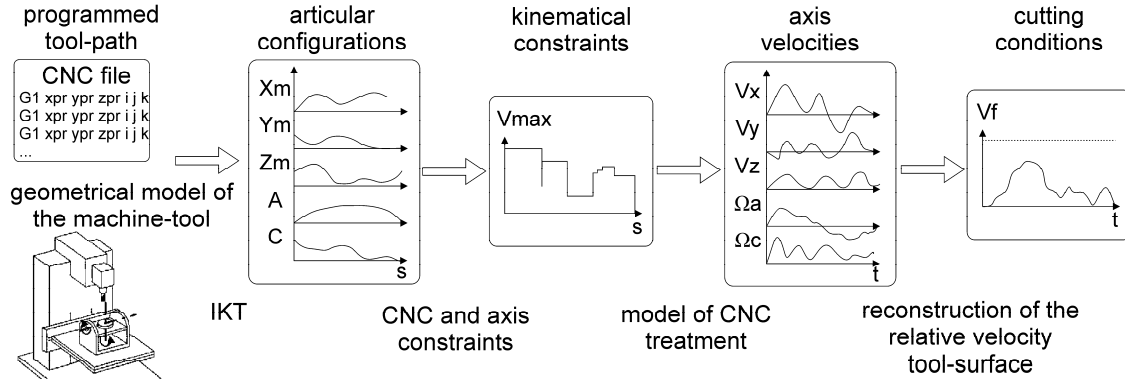 programmed
tool-path
CNC file
G1 xpr ypr zpr i j k
G1 xpr ypr zpr i j k
G1 xpr ypr zpr i j k
...
geometrical model of
the machine-tool
IKT
articular
configurations
Xm
Ym
Zm
A
C
s
CNC and axis
constraints
kinematical
constraints
Vmax
s
model of CNC
treatment
axis
velocities
Vx
Vy
Vz
Ωa
Ωc
t
reconstruction of the
relative velocity
tool-surface
cutting
conditions
Vf
t